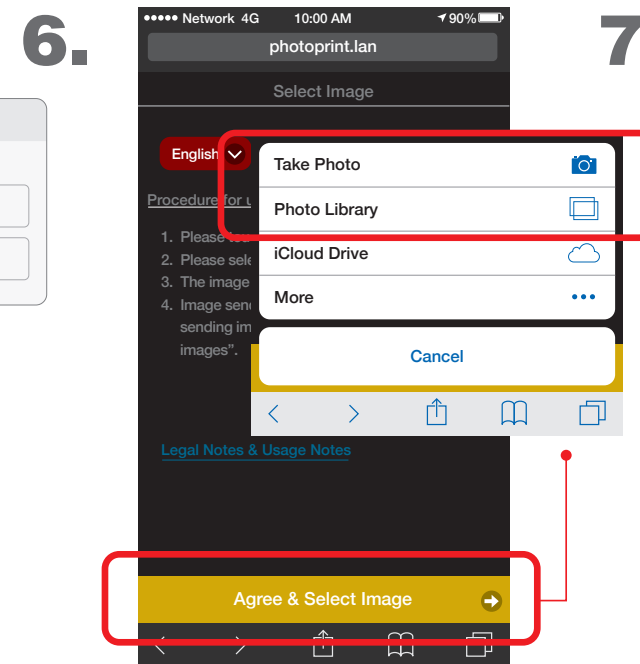 6.
7
Network 4G 10:00 AM 90%
photoprint.lan
Select Image
English
Take Photo
Procedure for u
Photo Library
1. Please
2. Please sele
iCloud Drive
3. The image
More
4. Image sen
sending im
images".
Cancel
Legal Notes & Usage Notes
Agree & Select Image